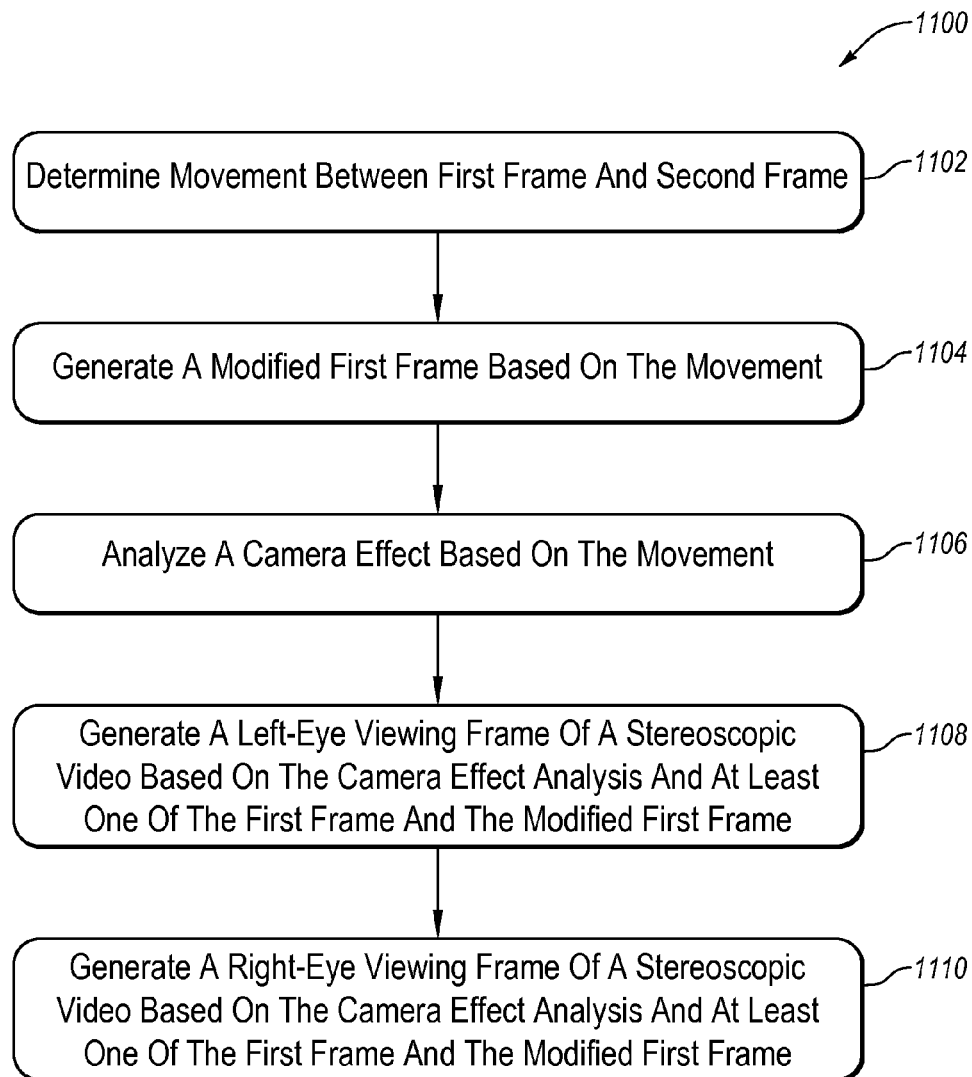 1100
Determine Movement Between First Frame And Second Frame
1102
Generate A Modified First Frame Based On The Movement
1104
Analyze A Camera Effect Based On The Movement
1106
Generate A Left-Eye Viewing Frame Of A Stereoscopic
Video Based On The Camera Effect Analysis And At Least
One Of The First Frame And The Modified First Frame
1108
Generate A Right-Eye Viewing Frame Of A Stereoscopic
Video Based On The Camera Effect Analysis And At Least
One Of The First Frame And The Modified First Frame
1110